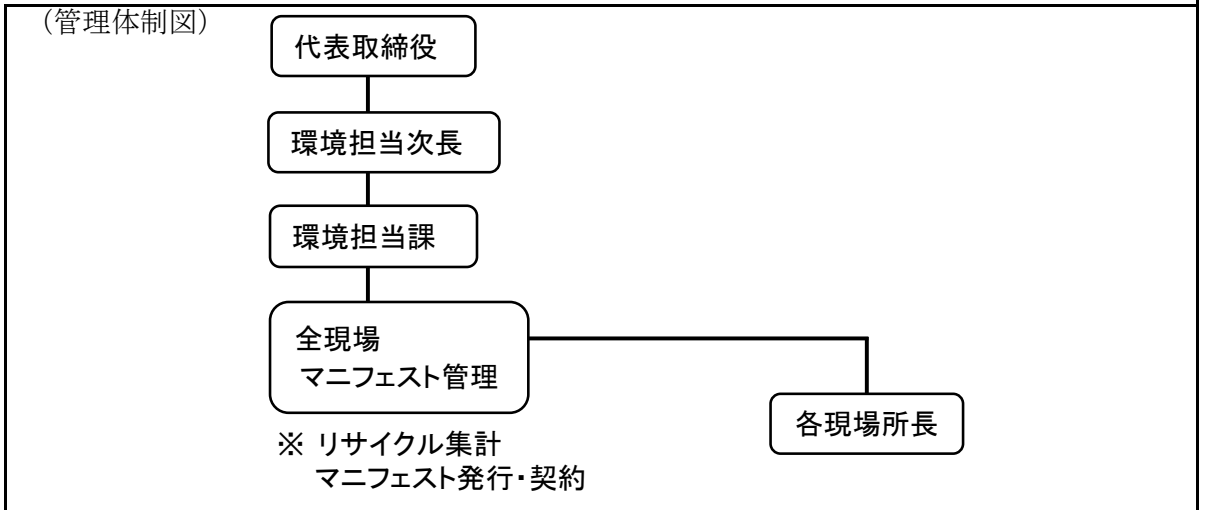 （管理体制図）
代表取締役
環境担当次長
環境担当課
全現場
マニフェスト管理
各現場所長
※ リサイクル集計
マニフェスト発行・契約